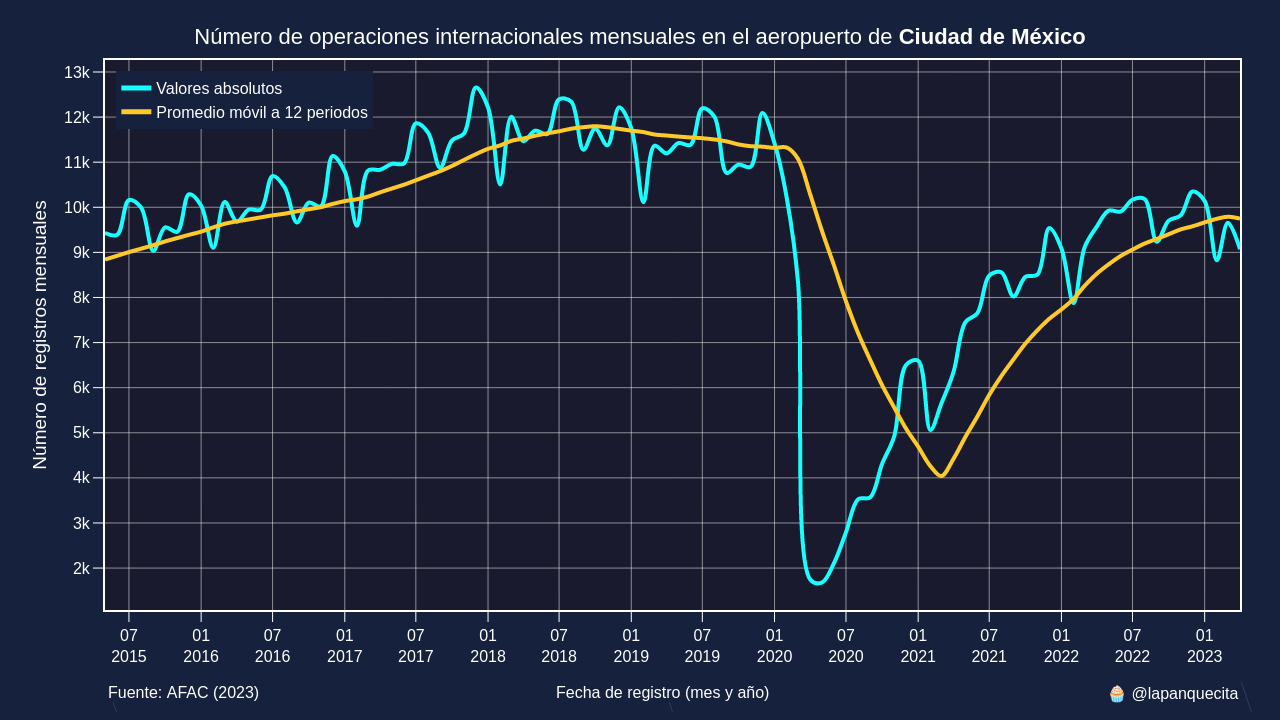 Número de operaciones internacionales mensuales en el aeropuerto de Ciudad de México
Número de registros mensuales
13k
12k
11k
10k
9k
8k
7k
6k
5k
4k
3k
2k
Valores absolutos
Promedio móvil a 12 periodos
07 01 07 01 07 01 07 01 07 01 07 01 07 01 07 01
2015 2016 2016 2017 2017 2018 2018 2019 2019 2020 2020 2021 2021 2022 2022 2023
Fuente: AFAC (2023)
Fecha de registro (mes y año)
🧁 @lapanquecita